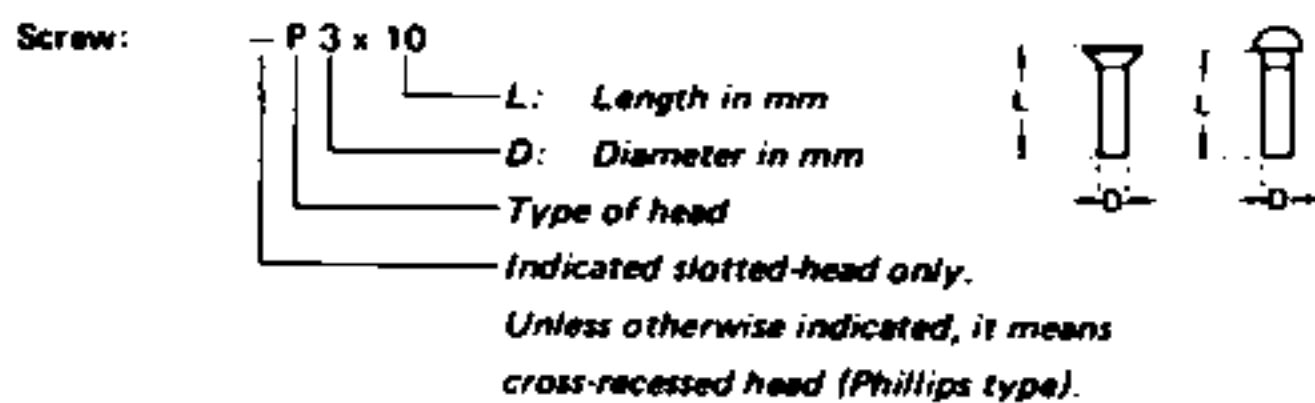 Screw: – P 3 x 10
L: Length in mm
D: Diameter in mm
Type of head
Indicated slotted-head only.
Unless otherwise indicated, it means
cross-recessed head (Phillips type).
L L
D D